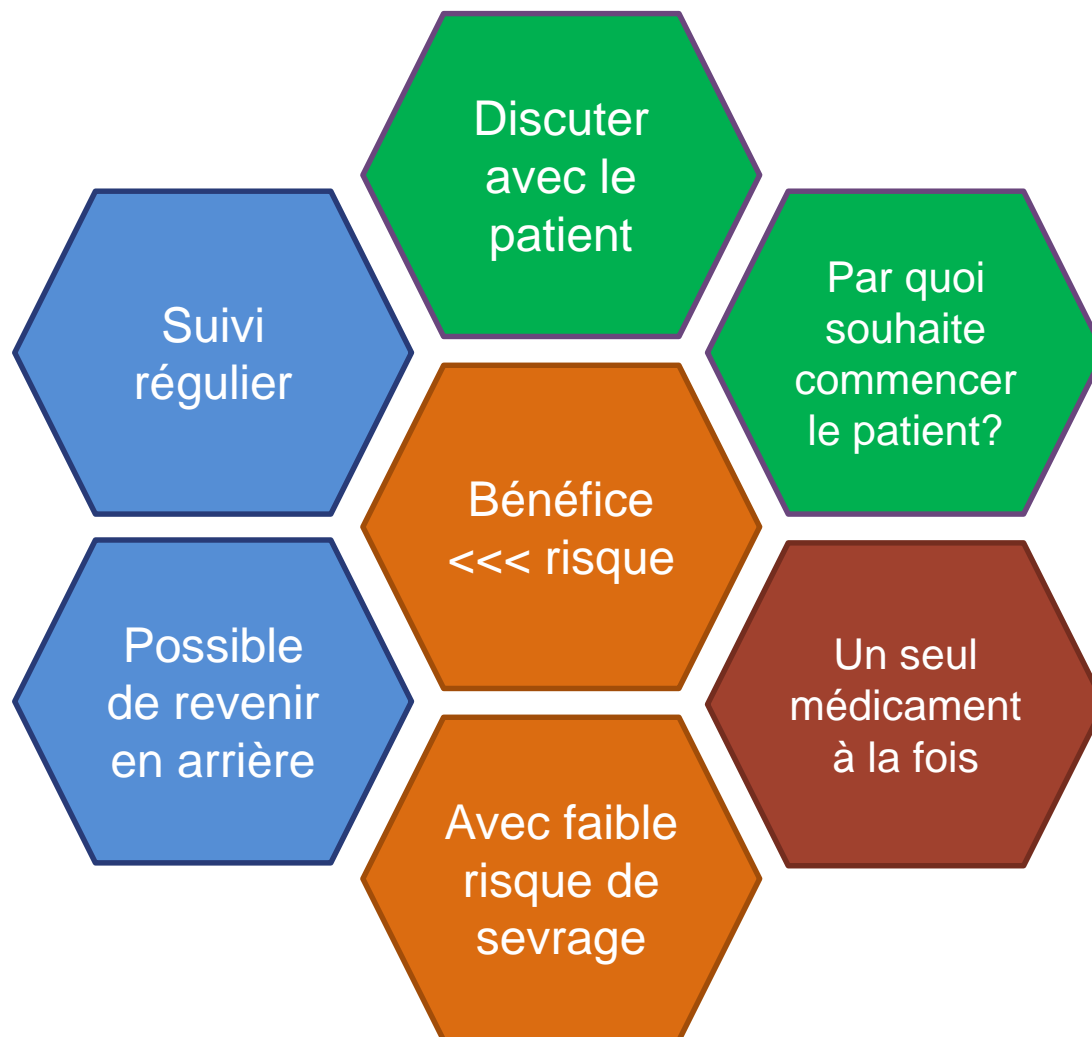 Discuter
avec le
patient
Par quoi
souhaite
commencer
le patient?
Suivi
régulier
Bénéfice
<<< risque
Un seul
médicament
à la fois
Possible
de revenir
en arrière
Avec faible
risque de
sevrage